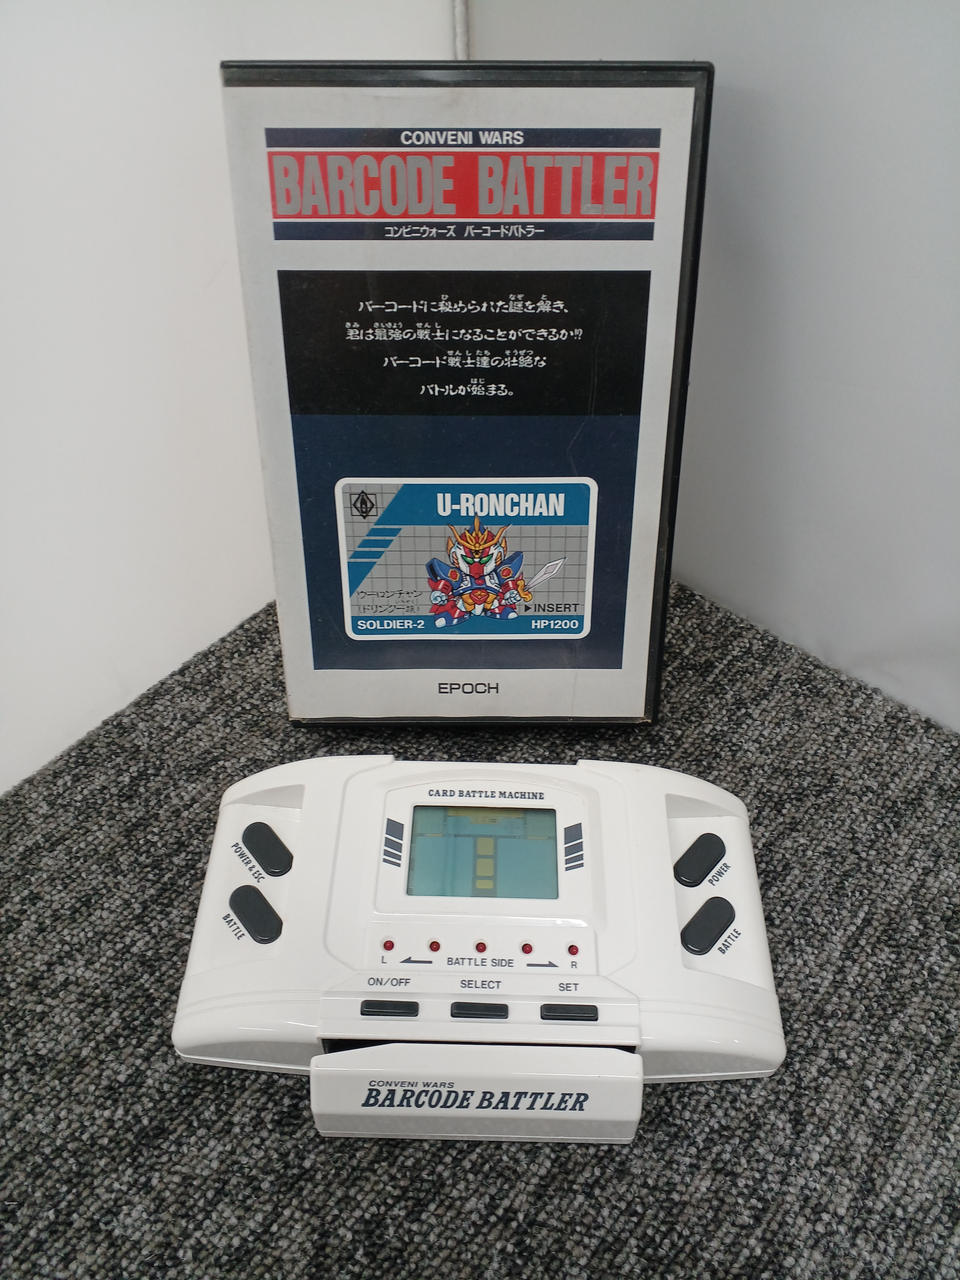 CONVENI WARS
BARCODE BATTLER
コンビニウォーズ バーコードバトラー
バーコードに秘められた謎を解き、
君は最強の戦士になることができるか!?
バーコード戦士達の壮絶な
バトルが始まる。
U-RONCHAN
ウーロンチャン
INSERT
SOLDIER-2
HP1200
EPOCH
CARD BATTLE MACHINE
POWER & ESC
POWER
BATTLE
BATTLE
L
BATTLE SIDE
R
ON/OFF
SELECT
SET
CONVENI WARS
BARCODE BATTLER